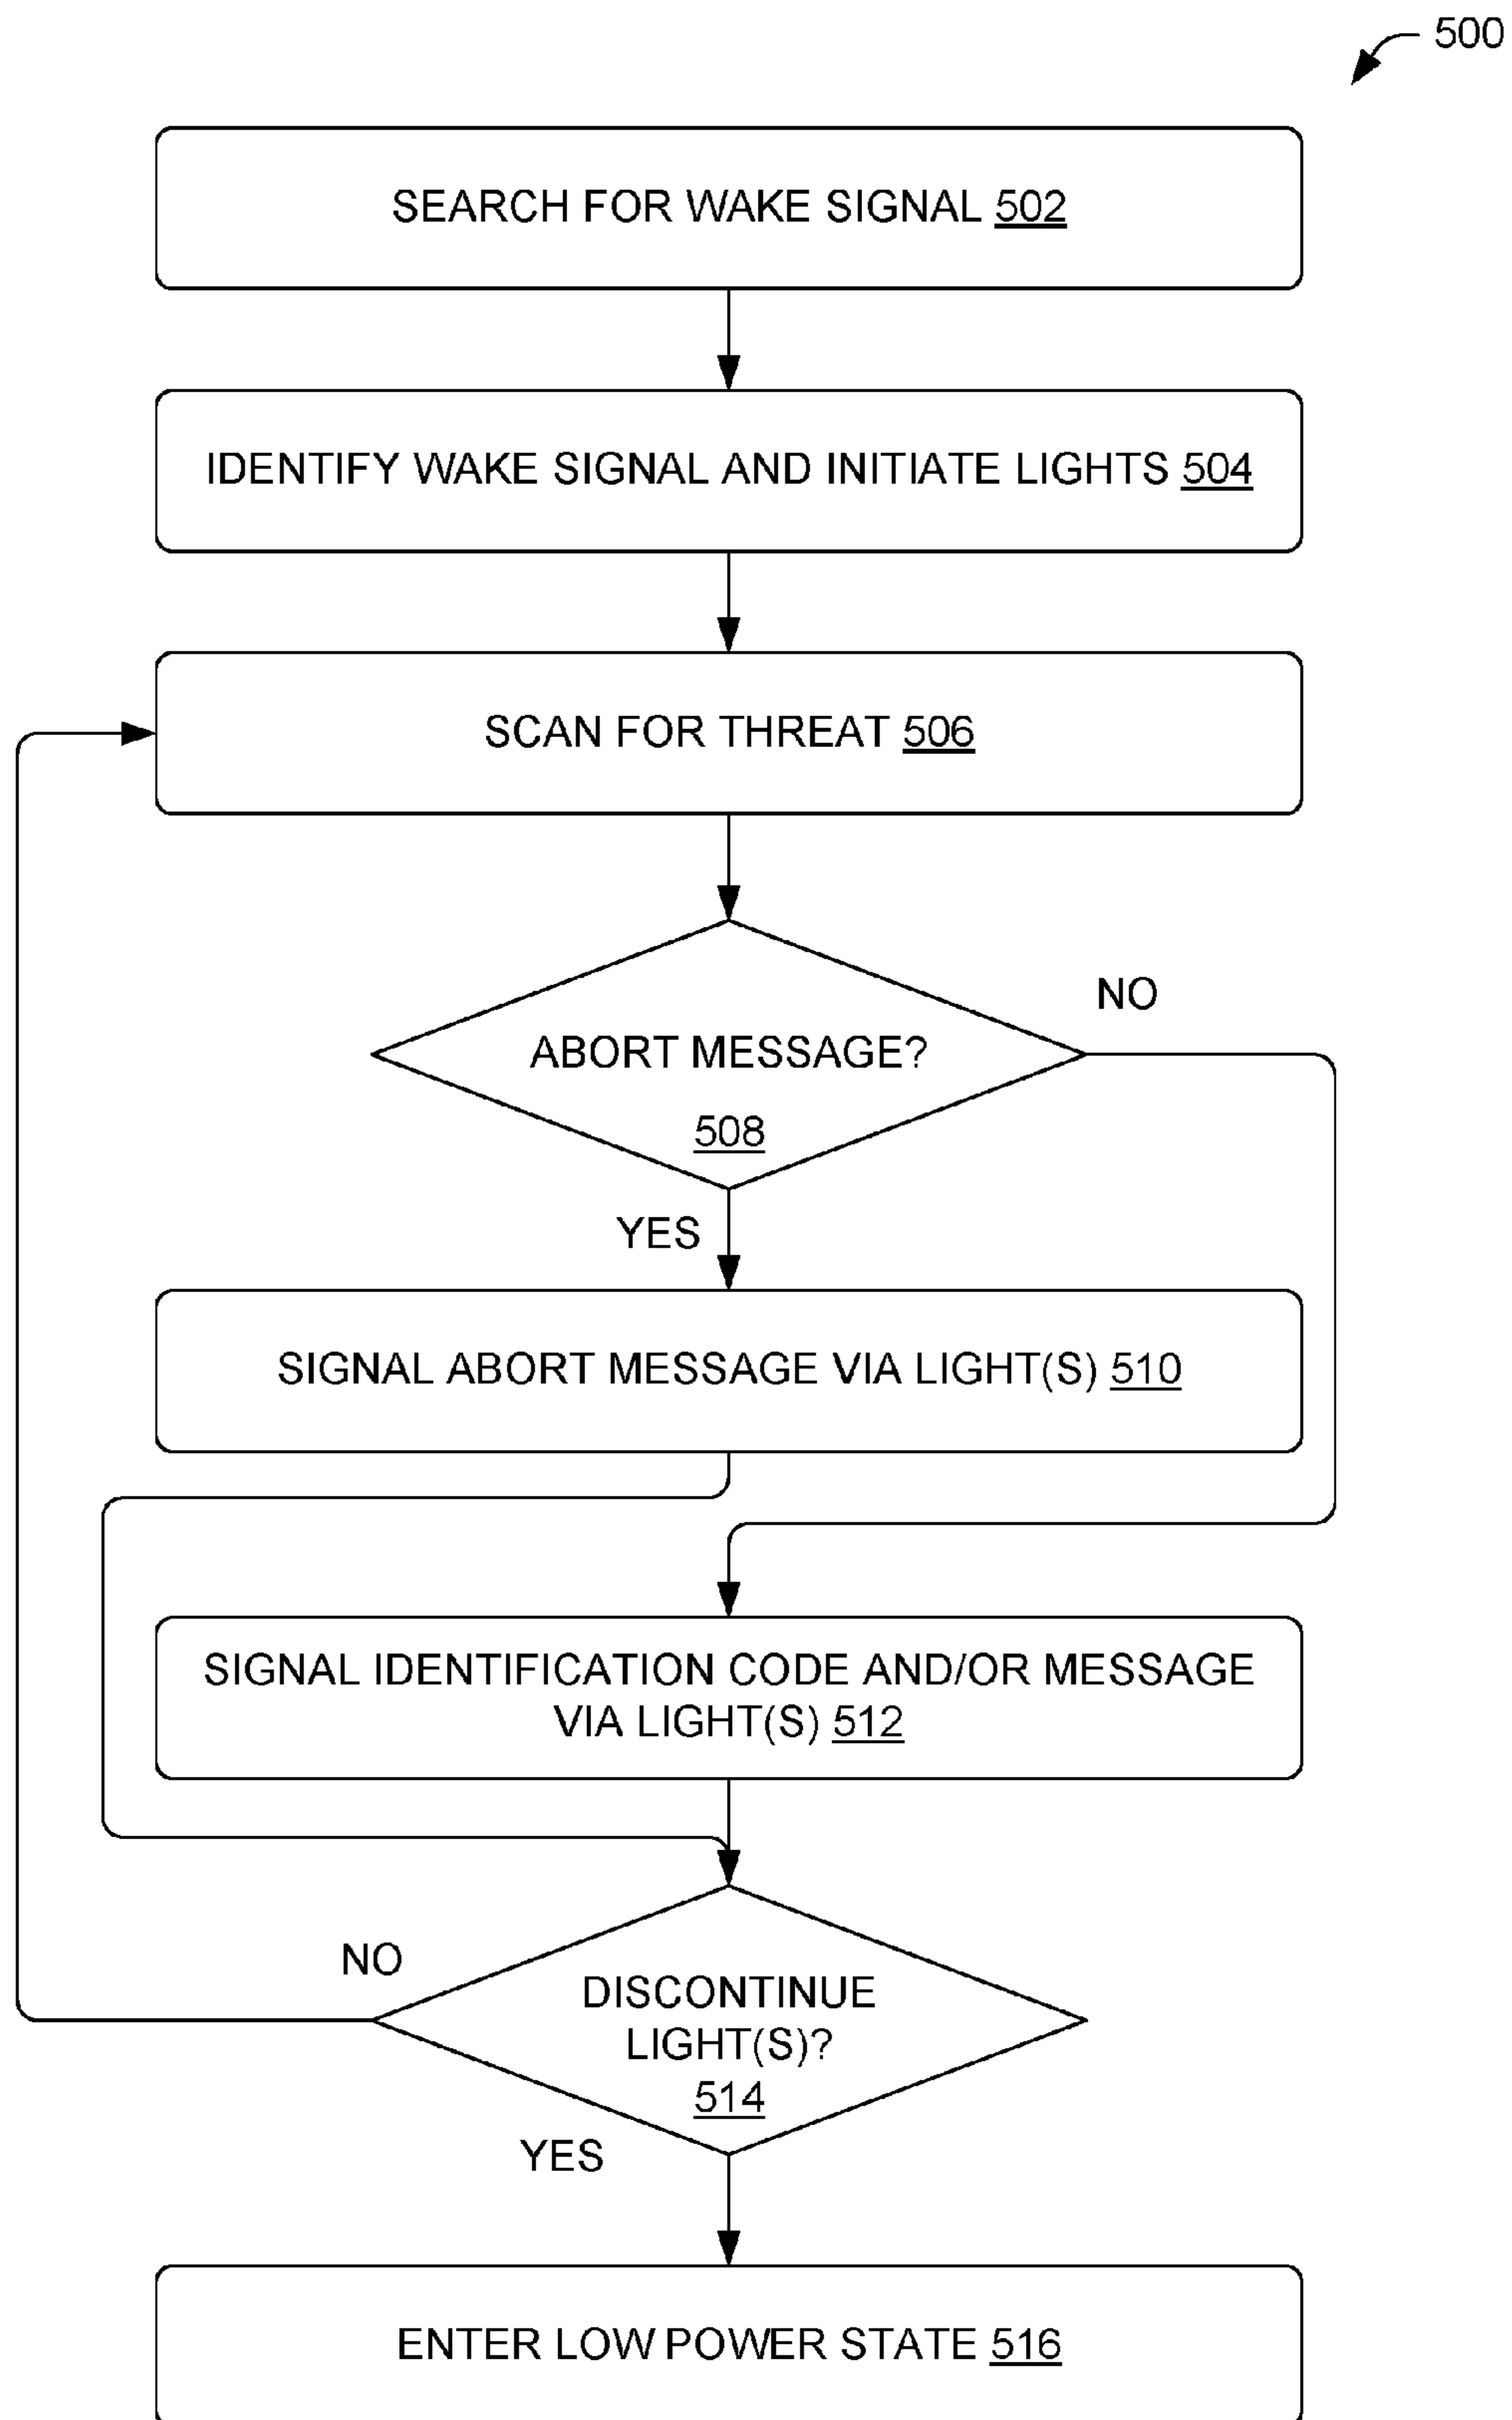 500
SEARCH FOR WAKE SIGNAL 502
IDENTIFY WAKE SIGNAL AND INITIATE LIGHTS 504
SCAN FOR THREAT 506
NO
ABORT MESSAGE?
508
YES
SIGNAL ABORT MESSAGE VIA LIGHT(S) 510
SIGNAL IDENTIFICATION CODE AND/OR MESSAGE
VIA LIGHT(S) 512
NO
DISCONTINUE
LIGHT(S)?
514
YES
ENTER LOW POWER STATE 516